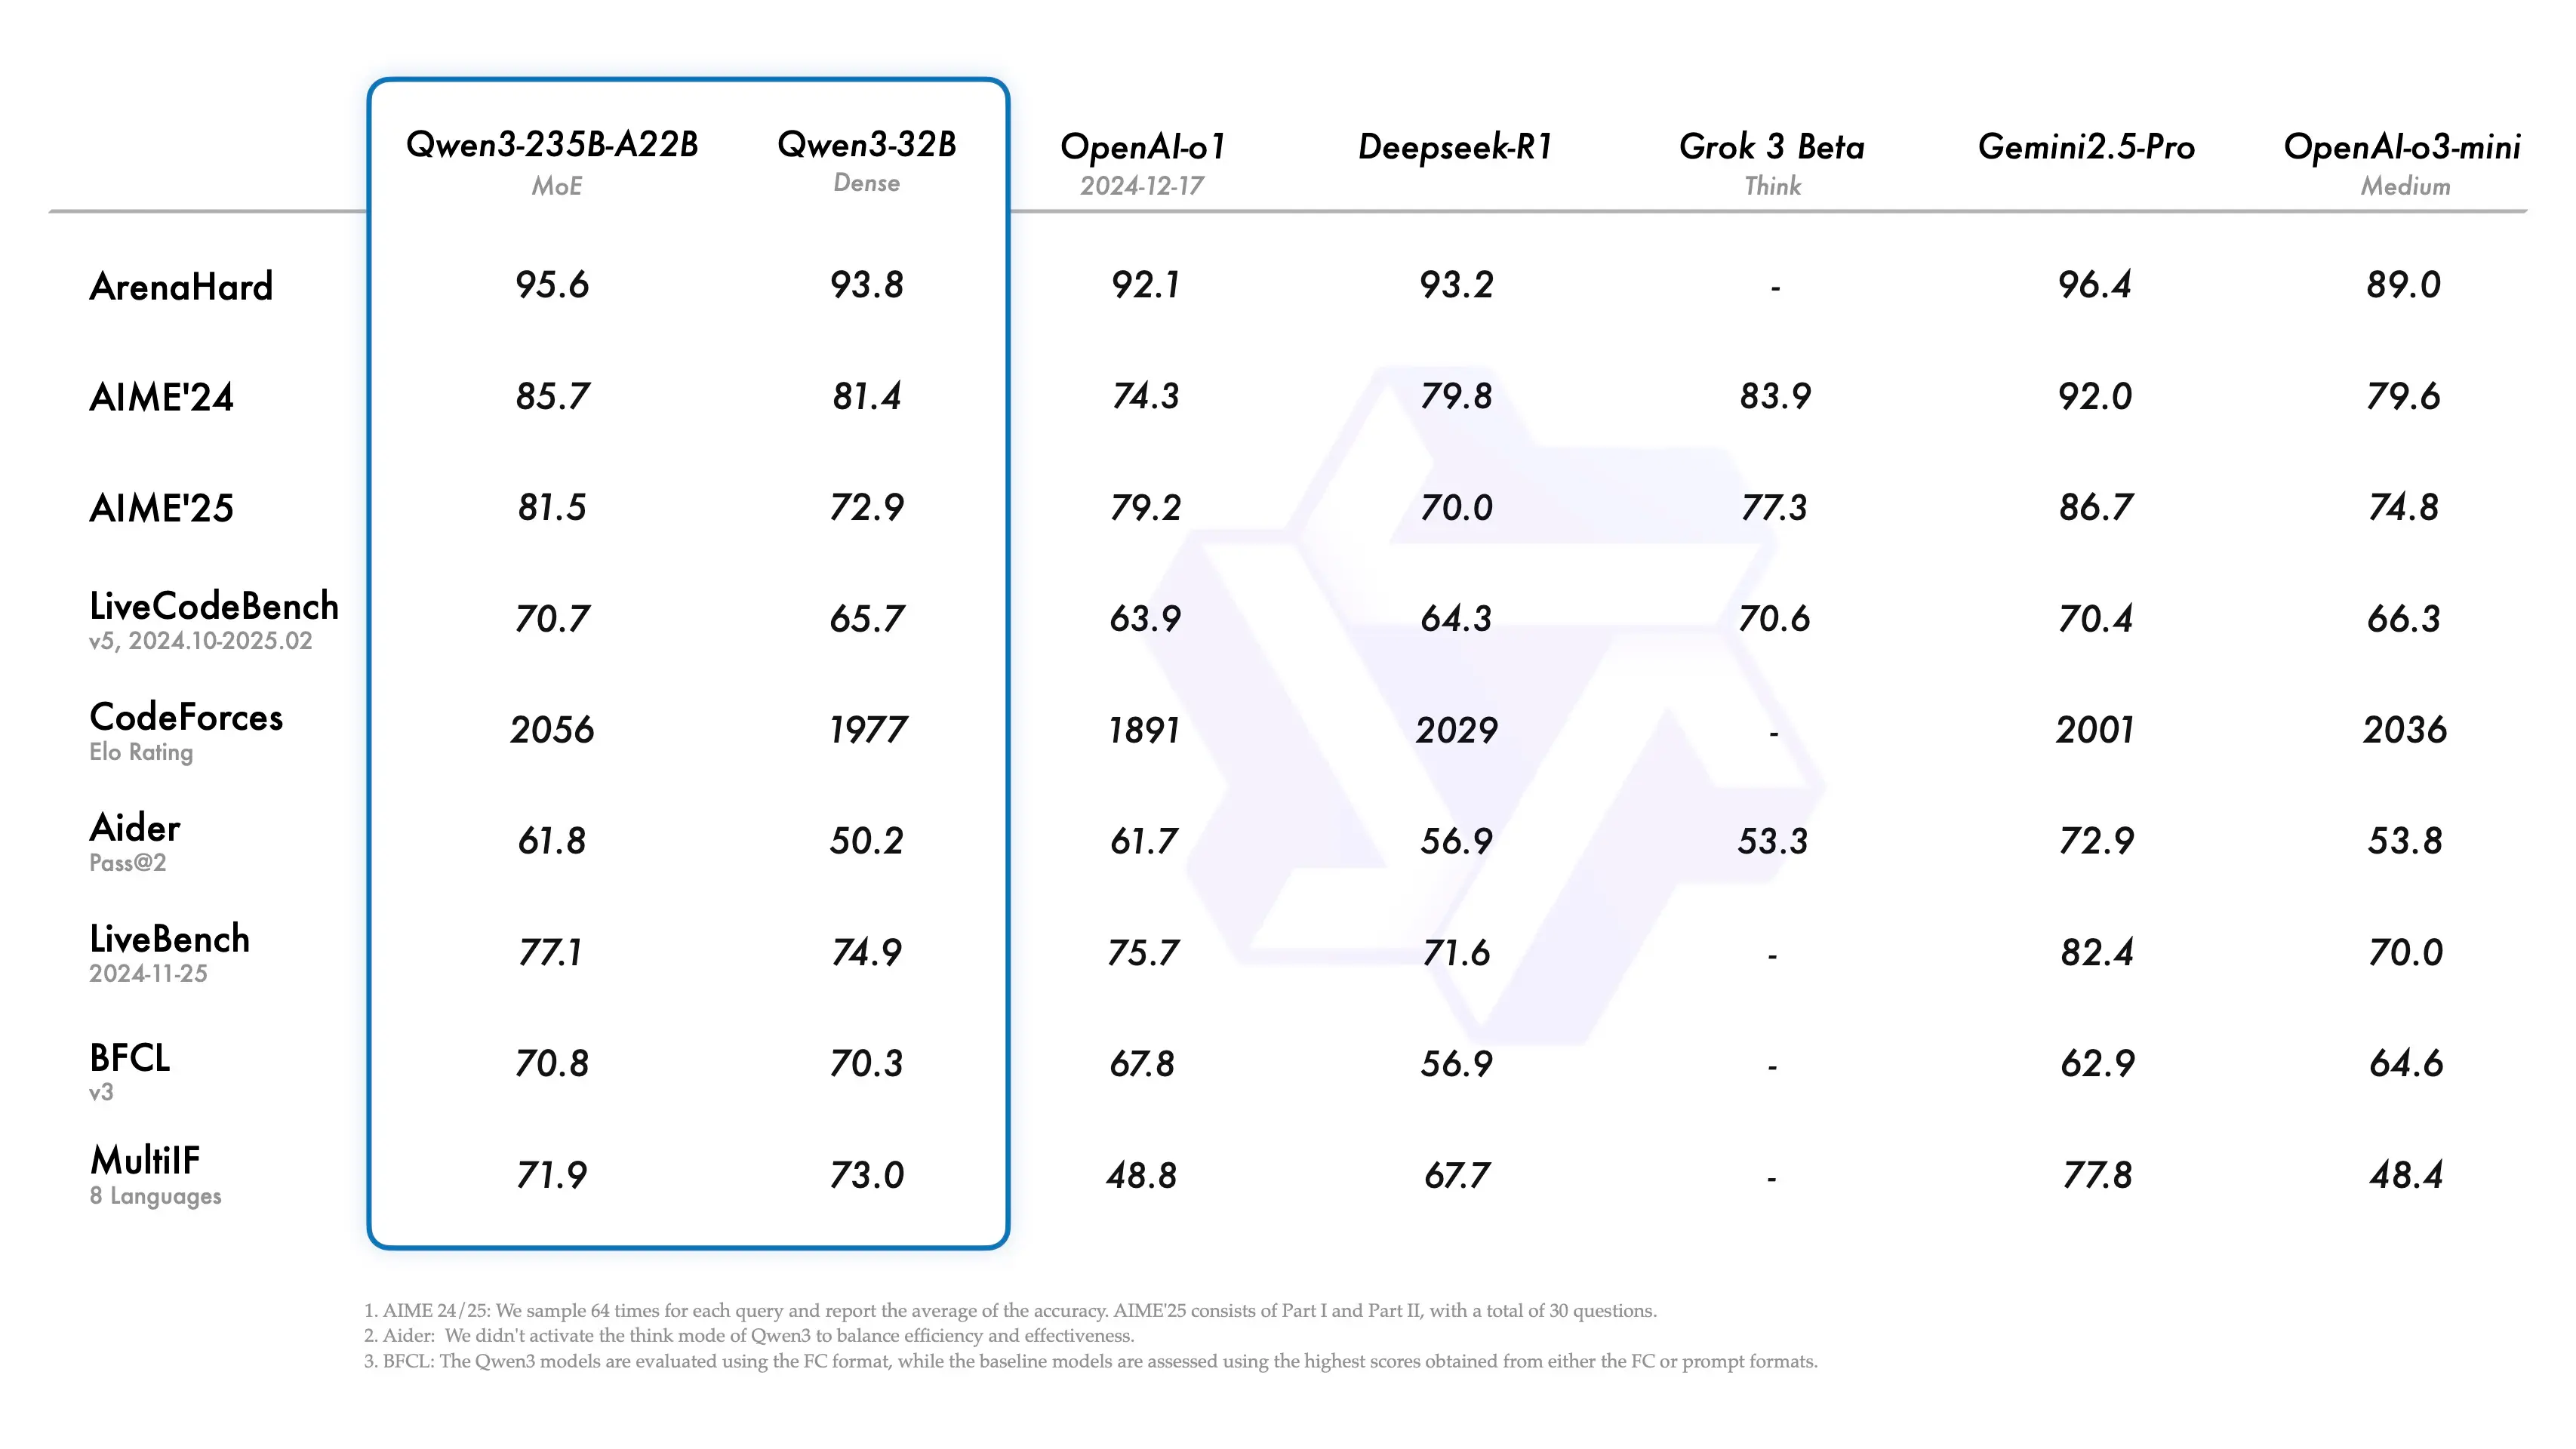 Qwen3-235B-A22B Qwen3-32B OpenAI-o1 Deepseek-R1 Grok 3 Beta Gemini2.5-Pro OpenAI-o3-mini
MoE Dense 2024-12-17 Think Medium
ArenaHard 95.6 93.8 92.1 93.2 - 96.4 89.0
AIME'24 85.7 81.4 74.3 79.8 83.9 92.0 79.6
AIME'25 81.5 72.9 79.2 70.0 77.3 86.7 74.8
LiveCodeBench 70.7 65.7 63.9 64.3 70.6 70.4 66.3
v5, 2024.10-2025.02
CodeForces 2056 1977 1891 2029 - 2001 2036
Elo Rating
Aider 61.8 50.2 61.7 56.9 53.3 72.9 53.8
Pass@2
LiveBench 77.1 74.9 75.7 71.6 - 82.4 70.0
2024-11-25
BFCL 70.8 70.3 67.8 56.9 - 62.9 64.6
v3
MultiIF 71.9 73.0 48.8 67.7 - 77.8 48.4
8 Languages
1. AIME 24/25: We sample 64 times for each query and report the average of the accuracy. AIME'25 consists of Part I and Part II, with a total of 30 questions.
2. Aider: We didn't activate the think mode of Qwen3 to balance efficiency and effectiveness.
3. BFCL: The Qwen3 models are evaluated using the FC format, while the baseline models are assessed using the highest scores obtained from either the FC or prompt formats.